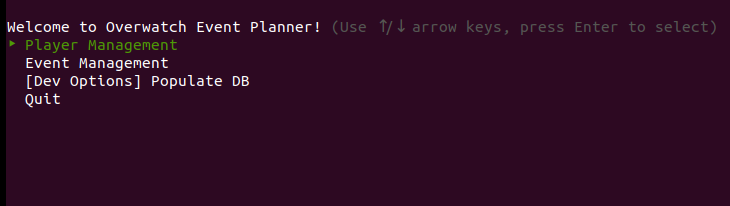 Welcome to Overwatch Event Planner! (Use ↑/↓ arrow keys, press Enter to select)
‣ Player Management
Event Management
[Dev Options] Populate DB
Quit